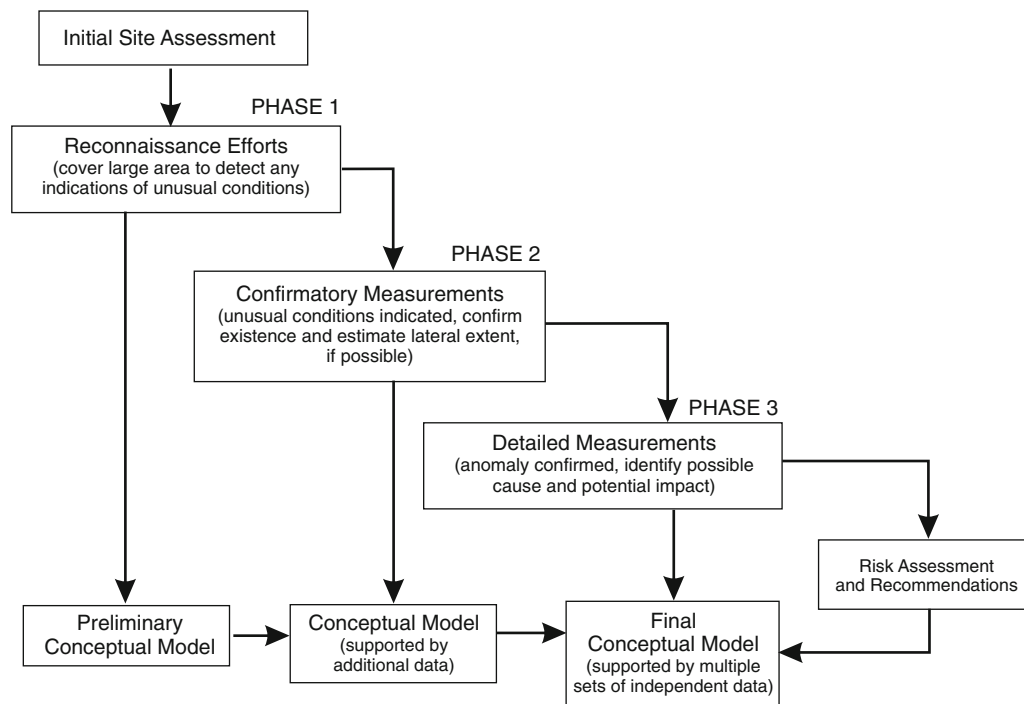 Initial Site Assessment
PHASE 1
Reconnaissance Efforts
(cover large area to detect any
indications of unusual conditions)
PHASE 2
Confirmatory Measurements
(unusual conditions indicated, confirm
existence and estimate lateral extent,
if possible)
PHASE 3
Detailed Measurements
(anomaly confirmed, identify possible
cause and potential impact)
Risk Assessment
and Recommendations
Preliminary
Conceptual Model
Conceptual Model
(supported by
additional data)
Final
Conceptual Model
(supported by multiple
sets of independent data)